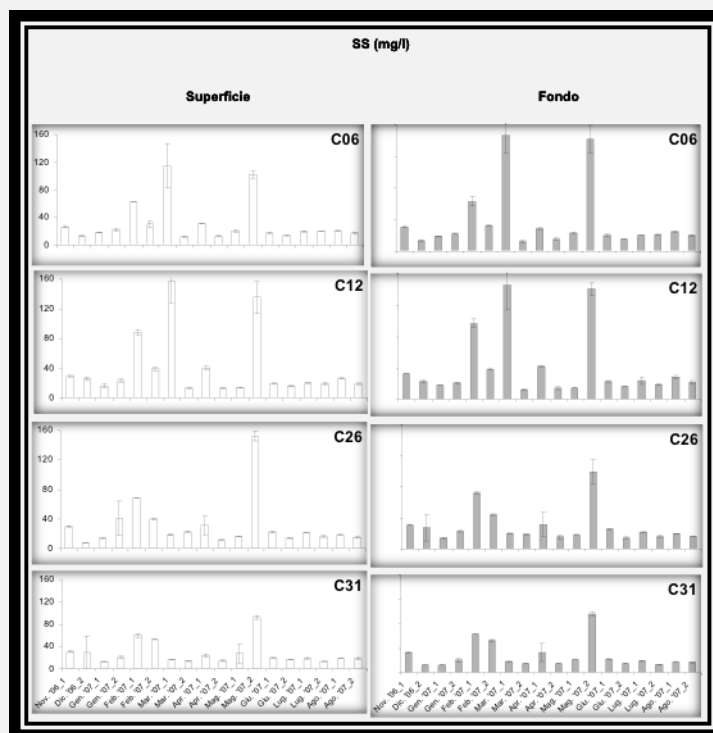 SS (mg/l)
Superficie
Fondo
C06
160
120
80
40
0
C06
C12
160
120
80
40
0
C12
C26
160
120
80
40
0
C26
C31
160
120
80
40
0
C31
Nov. '06_1
Dic. '06_2
Gen. '07_1
Gen. '07_2
Feb. '07_1
Feb. '07_2
Mar. '07_1
Mar. '07_2
Apr. '07_1
Apr. '07_2
Mag. '07_1
Mag. '07_2
Giu. '07_1
Giu. '07_2
Lug. '07_1
Lug. '07_2
Ago. '07_1
Ago. '07_2
Nov. '06_1
Dic. '06_2
Gen. '07_1
Gen. '07_2
Feb. '07_1
Feb. '07_2
Mar. '07_1
Mar. '07_2
Apr. '07_1
Apr. '07_2
Mag. '07_1
Mag. '07_2
Giu. '07_1
Giu. '07_2
Lug. '07_1
Lug. '07_2
Ago. '07_1
Ago. '07_2